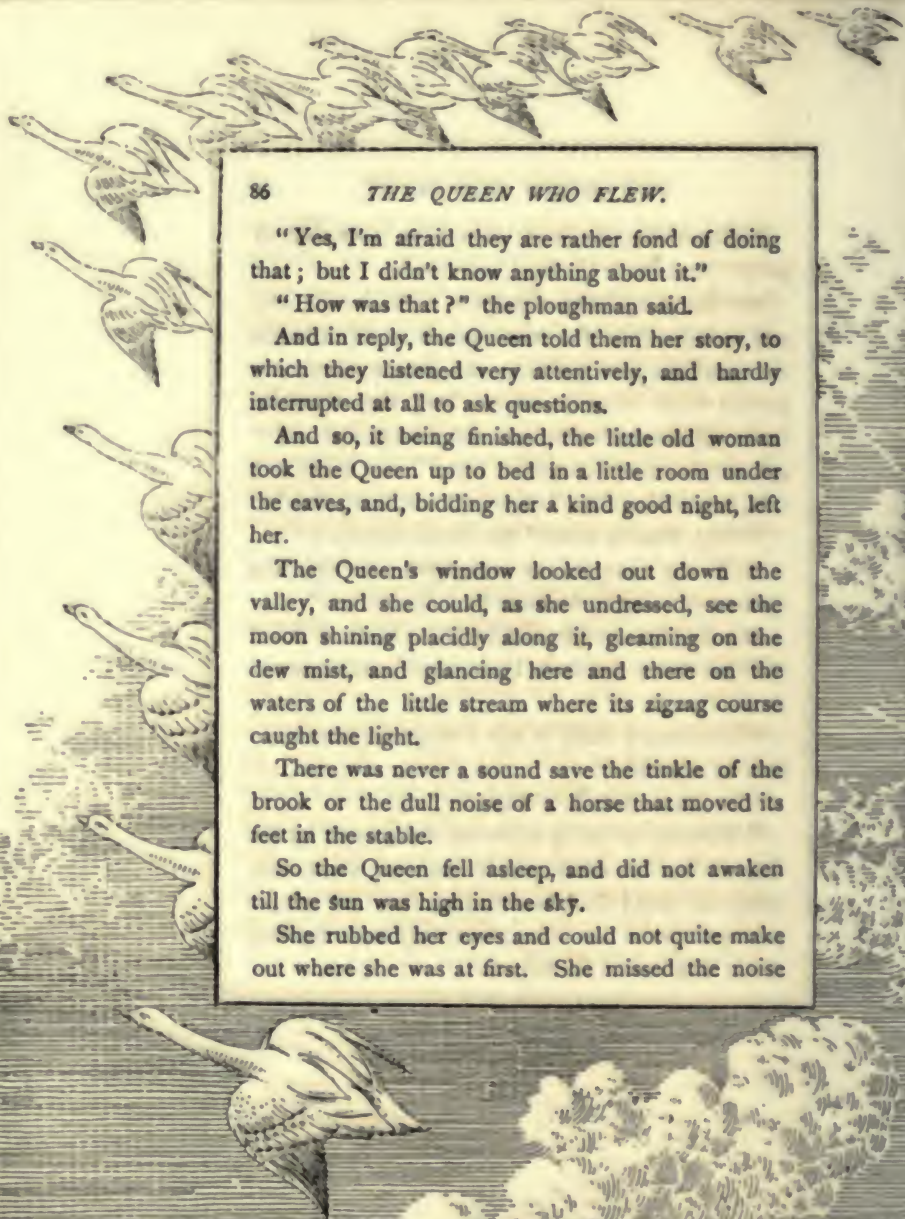 86 THE QUEEN WHO FLEW.
"Yes, I'm afraid they are rather fond of doing
that; but I didn't know anything about it."
"How was that?" the ploughman said.
And in reply, the Queen told them her story, to
which they listened very attentively, and hardly
interrupted at all to ask questions.
And so, it being finished, the little old woman
took the Queen up to bed in a little room under
the eaves, and, bidding her a kind good night, left
her.
The Queen's window looked out down the
valley, and she could, as she undressed, see the
moon shining placidly along it, gleaming on the
dew mist, and glancing here and there on the
waters of the little stream where its zigzag course
caught the light.
There was never a sound save the tinkle of the
brook or the dull noise of a horse that moved its
feet in the stable.
So the Queen fell asleep, and did not awaken
till the sun was high in the sky.
She rubbed her eyes and could not quite make
out where she was at first. She missed the noise